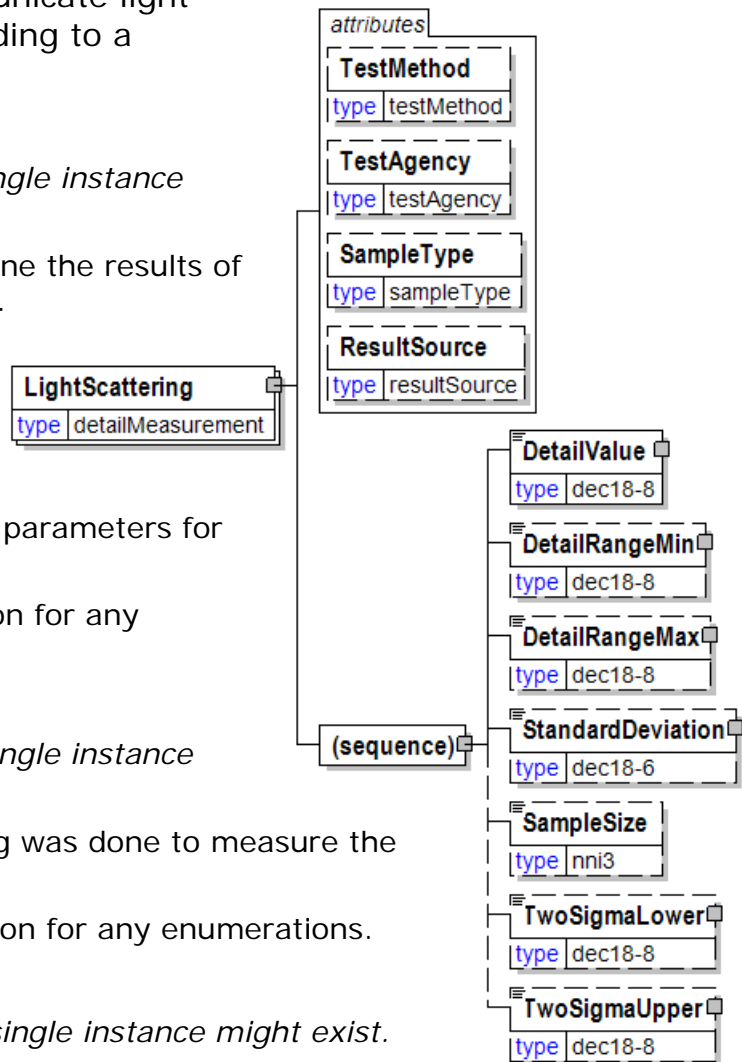 unicate light
ding to a
ngle instance
ne the results of
.
parameters for
on for any
ngle instance
g was done to measure the
on for any enumerations.
single instance might exist.
attributes
TestMethod
type testMethod
TestAgency
type testAgency
SampleType
type sampleType
ResultSource
type resultSource
LightScattering
type detailMeasurement
(sequence)
DetailValue
type dec18-8
DetailRangeMin
type dec18-8
DetailRangeMax
type dec18-8
StandardDeviation
type dec18-6
SampleSize
type nni3
TwoSigmaLower
type dec18-8
TwoSigmaUpper
type dec18-8